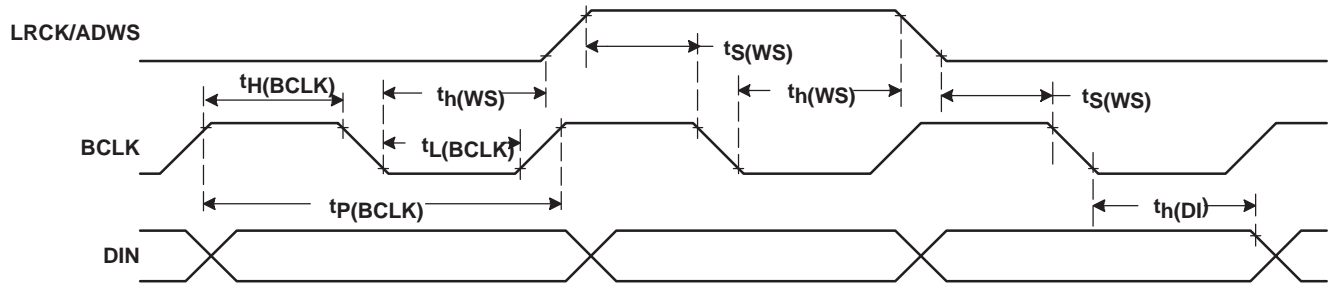 LRCK/ADWS
tS(WS)
tH(BCLK)
th(WS)
th(WS)
tS(WS)
BCLK
tL(BCLK)
tP(BCLK)
th(DI)
DIN